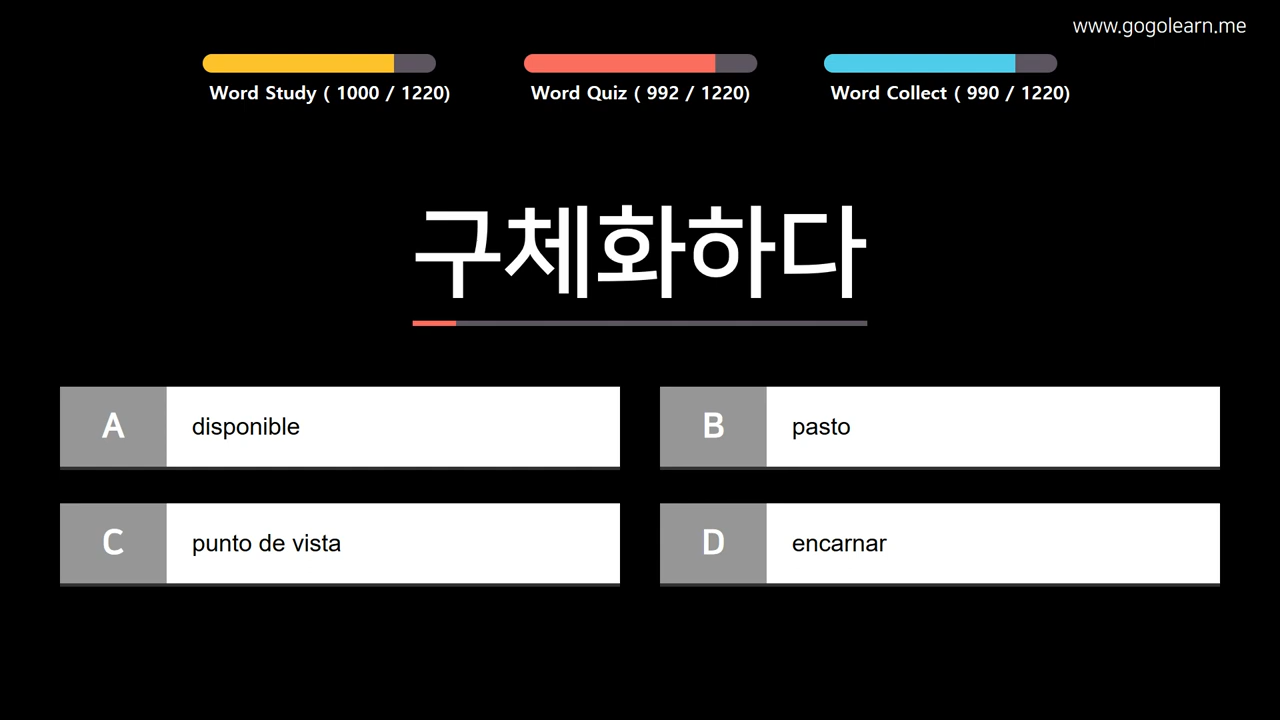 www.gogolearn.me
Word Study ( 1000 / 1220)
Word Quiz ( 992 / 1220)
Word Collect ( 990 / 1220)
구체화하다
A disponible
B pasto
C punto de vista
D encarnar